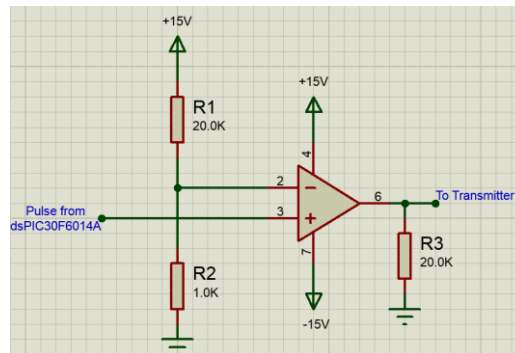 +15V
R1
20.0K
+15V
4
2
6
To Transmitter
Pulse from
dsPIC30F6014A
3
7
R2
1.0K
R3
20.0K
-15V